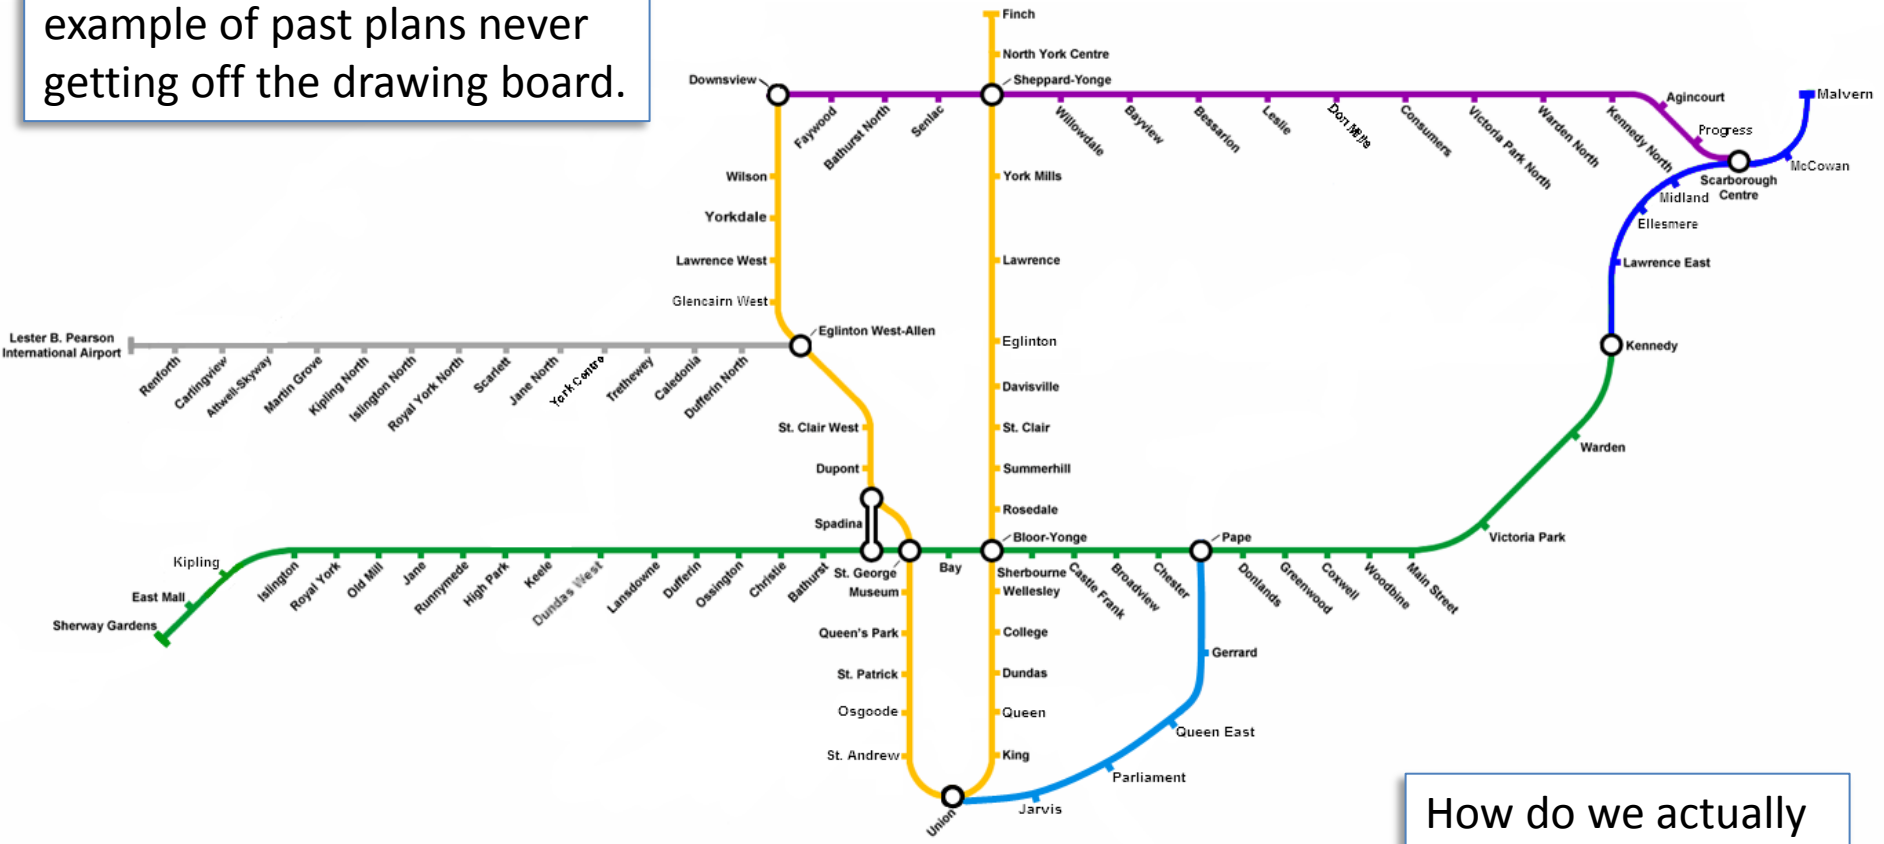 example of past plans never
getting off the drawing board.
Finch
North York Centre
Sheppard-Yonge
Downsview
Faywood
Bathurst North
Senlac
Willowdale
Bayview
Bessarion
Leslie
Don Mills
Consumers
Victoria Park North
Warden North
Kennedy North
Agincourt
Progress
Malvern
McCowan
Scarborough
Centre
Midland
Ellesmere
Lawrence East
Kennedy
Wilson
Yorkdale
Lawrence West
Glencairn West
Eglinton West-Allen
York Mills
Lawrence
Eglinton
Davisville
St. Clair
Summerhill
Rosedale
Bloor-Yonge
Lester B. Pearson
International Airport
Renforth
Carlingview
Attwell-Skyway
Martin Grove
Kipling North
Islington North
Royal York North
Scarlett
Jane North
York Centre
Trethewey
Caledonia
Dufferin North
St. Clair West
Dupont
Spadina
St. George
Bay
Sherbourne
Castle Frank
Broadview
Chester
Pape
Donlands
Greenwood
Coxwell
Woodbine
Main Street
Victoria Park
Warden
Kipling
East Mall
Sherway Gardens
Islington
Royal York
Old Mill
Jane
Runnymede
High Park
Keele
Dundas West
Lansdowne
Dufferin
Ossington
Christie
Bathurst
Museum
Queen's Park
St. Patrick
Osgoode
St. Andrew
Union
Wellesley
College
Dundas
Queen
King
Gerrard
Queen East
Parliament
Jarvis
How do we actually